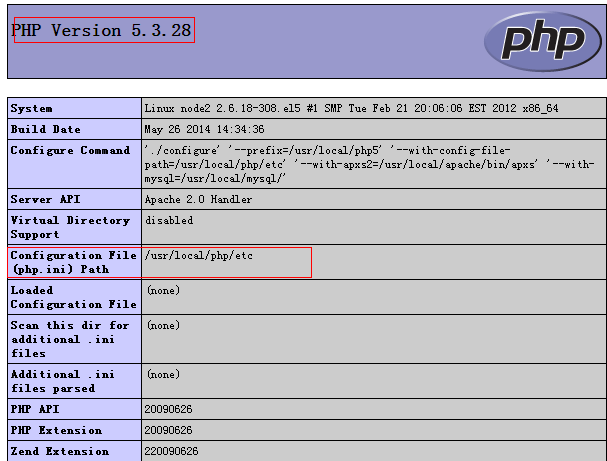 PHP Version 5.3.28
php
System Linux node2 2.6.18-308.el5 #1 SMP Tue Feb 21 20:06:06 EST 2012 x86_64
Build Date May 26 2014 14:34:36
Configure Command './configure' '--prefix=/usr/local/php5' '--with-config-file-
path=/usr/local/php/etc' '--with-apxs2=/usr/local/apache/bin/apxs' '--with-
mysql=/usr/local/mysql/'
Server API Apache 2.0 Handler
Virtual Directory disabled
Support
Configuration File /usr/local/php/etc
(php.ini) Path
Loaded (none)
Configuration File
Scan this dir for (none)
additional .ini
files
Additional .ini (none)
files parsed
PHP API 20090626
PHP Extension 20090626
Zend Extension 220090626